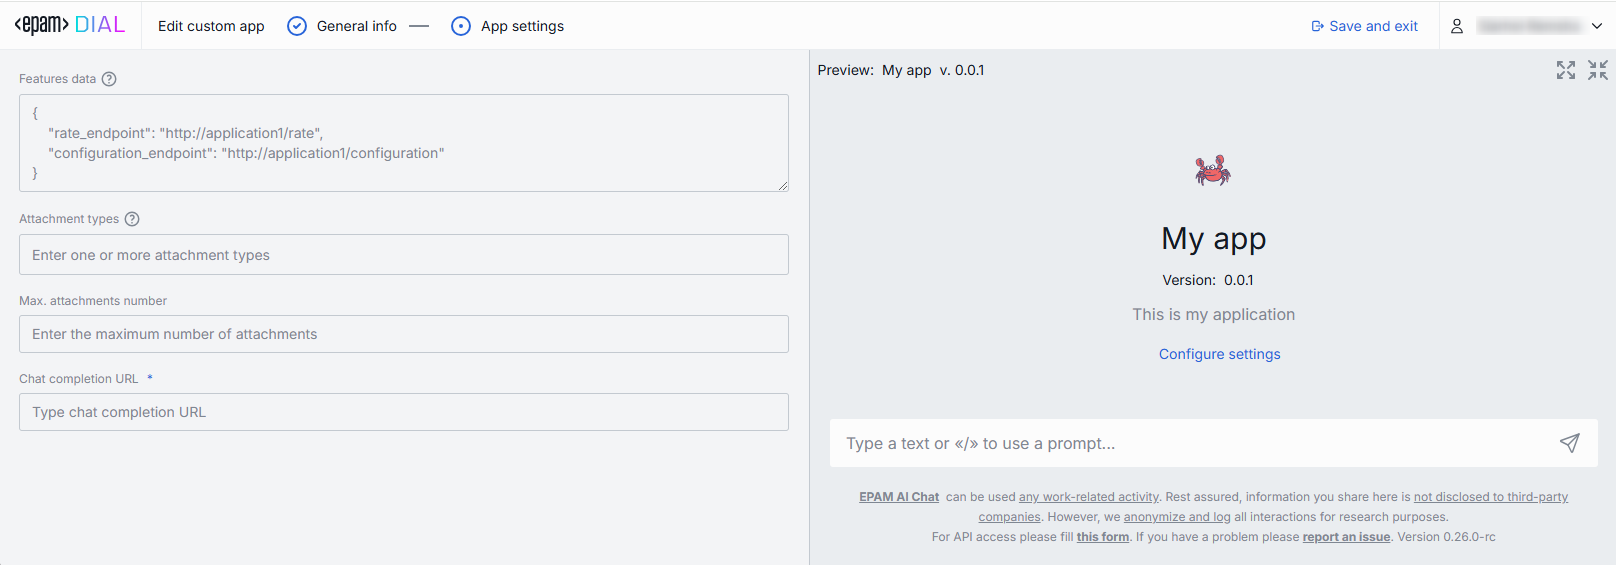 <epam> DIAL
Edit custom app
General info
App settings
Save and exit
Features data ?
{
"rate_endpoint": "http://application1/rate",
"configuration_endpoint": "http://application1/configuration"
}
Attachment types ?
Enter one or more attachment types
Max. attachments number
Enter the maximum number of attachments
Chat completion URL *
Type chat completion URL
Preview: My app v. 0.0.1
My app
Version: 0.0.1
This is my application
Configure settings
Type a text or «/» to use a prompt...
EPAM AI Chat can be used any work-related activity. Rest assured, information you share here is not disclosed to third-party
companies. However, we anonymize and log all interactions for research purposes.
For API access please fill this form. If you have a problem please report an issue. Version 0.26.0-rc